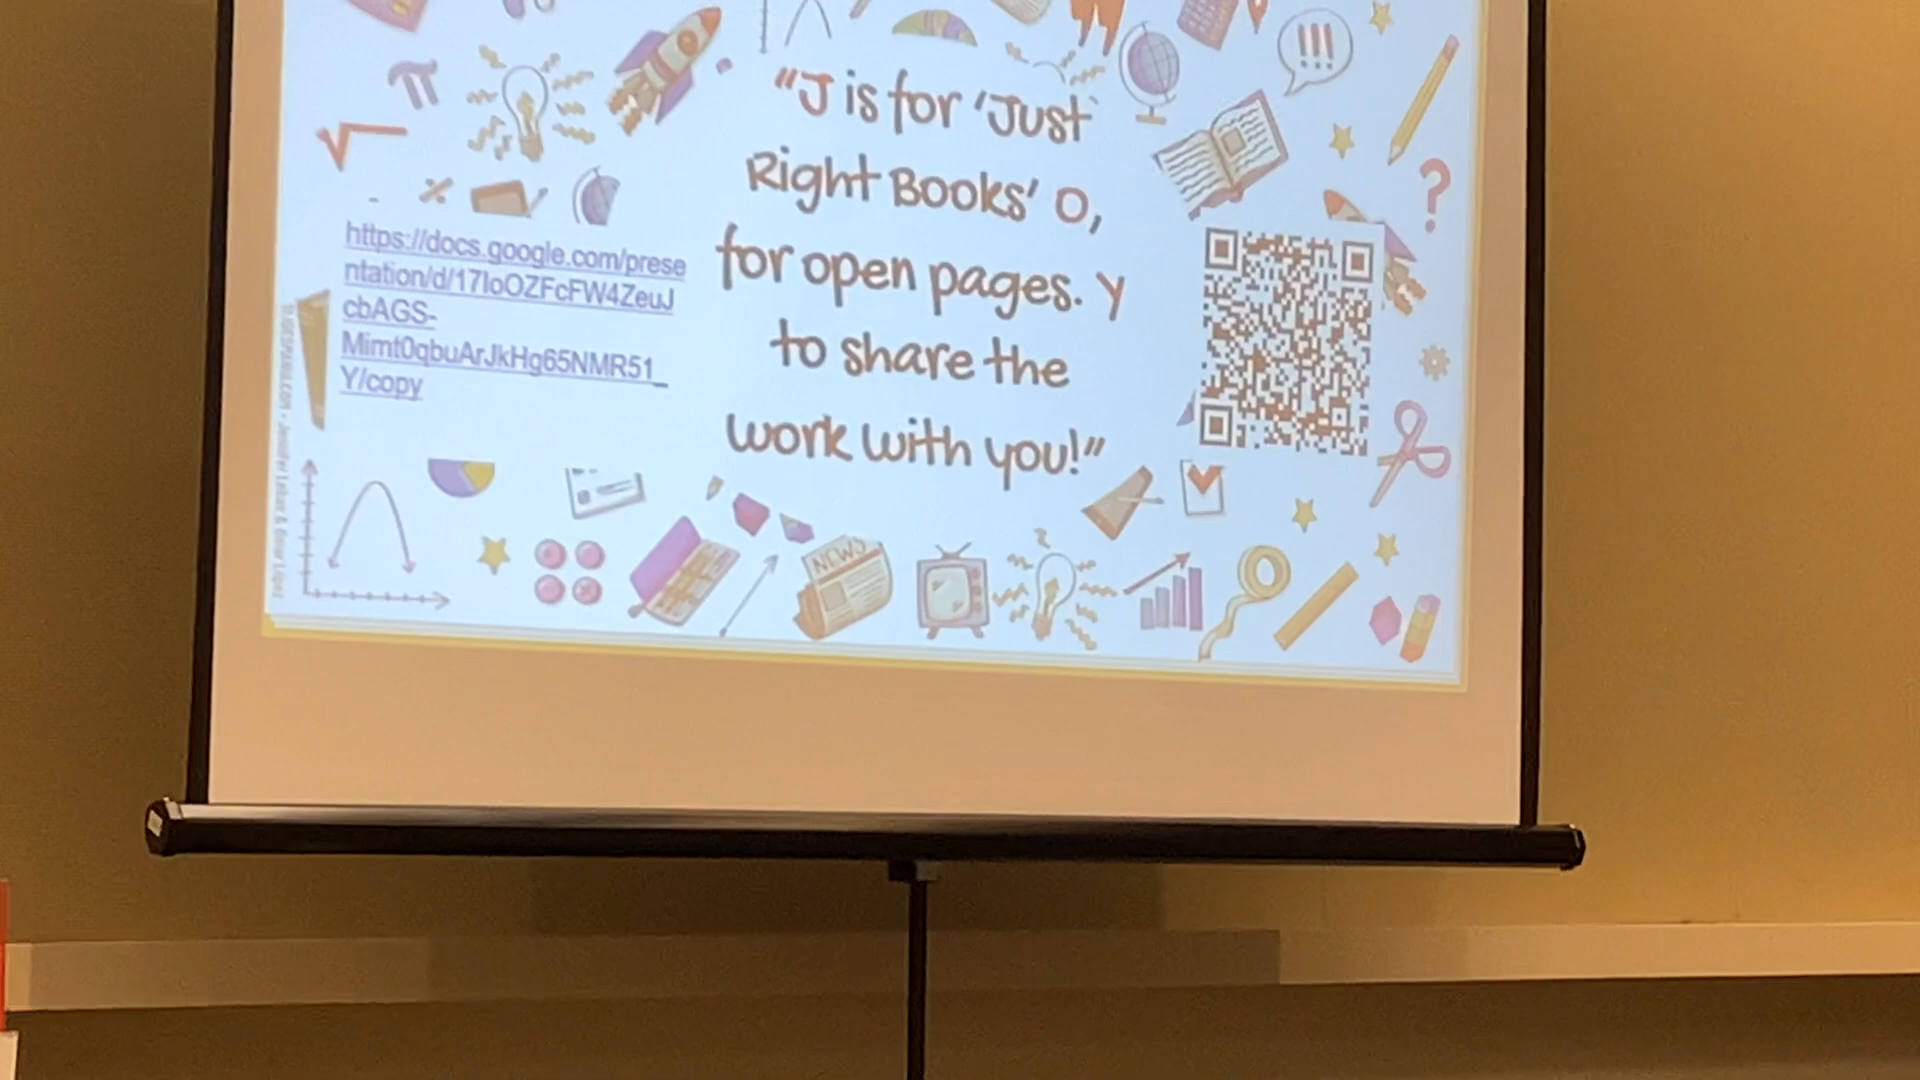 "J is for 'Just
Right Books' O,
for open pages. Y
to share the
work with you!"
https://docs.google.com/prese
ntation/d/17IoOZFcFW4ZeuJ
cbAGS-
Mimt0qbuArJkHg65NMR51_
Y/copy
!!!
?
π
NEWS